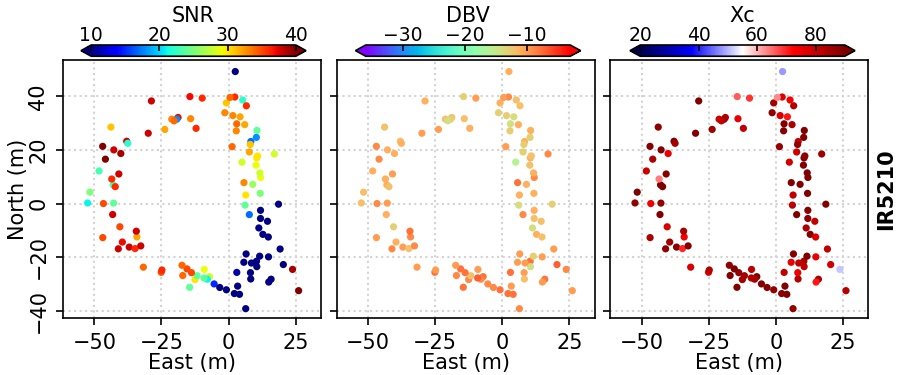 SNR DBV Xc
10 20 30 40 −30 −20 −10 20 40 60 80
40
20
0
−20
−40
North (m)
IR5210
−50 −25 0 25 −50 −25 0 25 −50 −25 0 25
East (m) East (m) East (m)